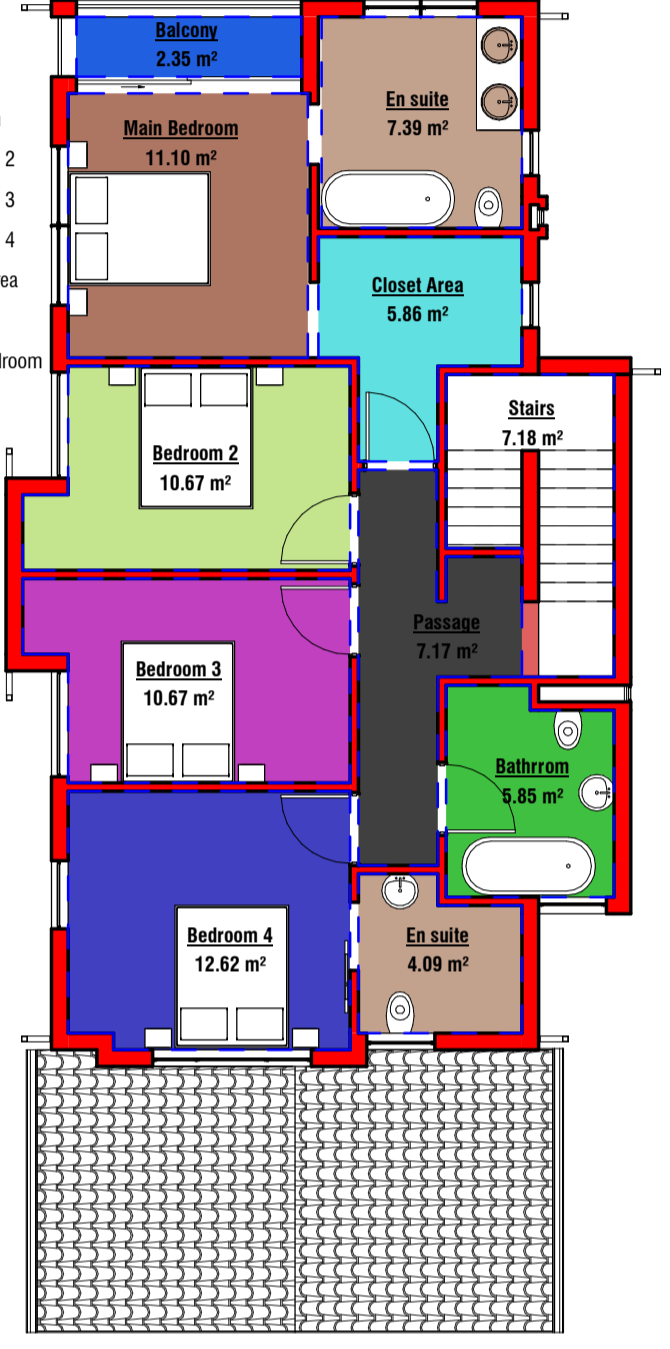 Balcony
2.35 m²
En suite
7.39 m²
Main Bedroom
11.10 m²
2
3
4
Closet Area
5.86 m²
Stairs
7.18 m²
Bedroom 2
10.67 m²
Passage
7.17 m²
Bedroom 3
10.67 m²
Bathrrom
5.85 m²
Bedroom 4
12.62 m²
En suite
4.09 m²